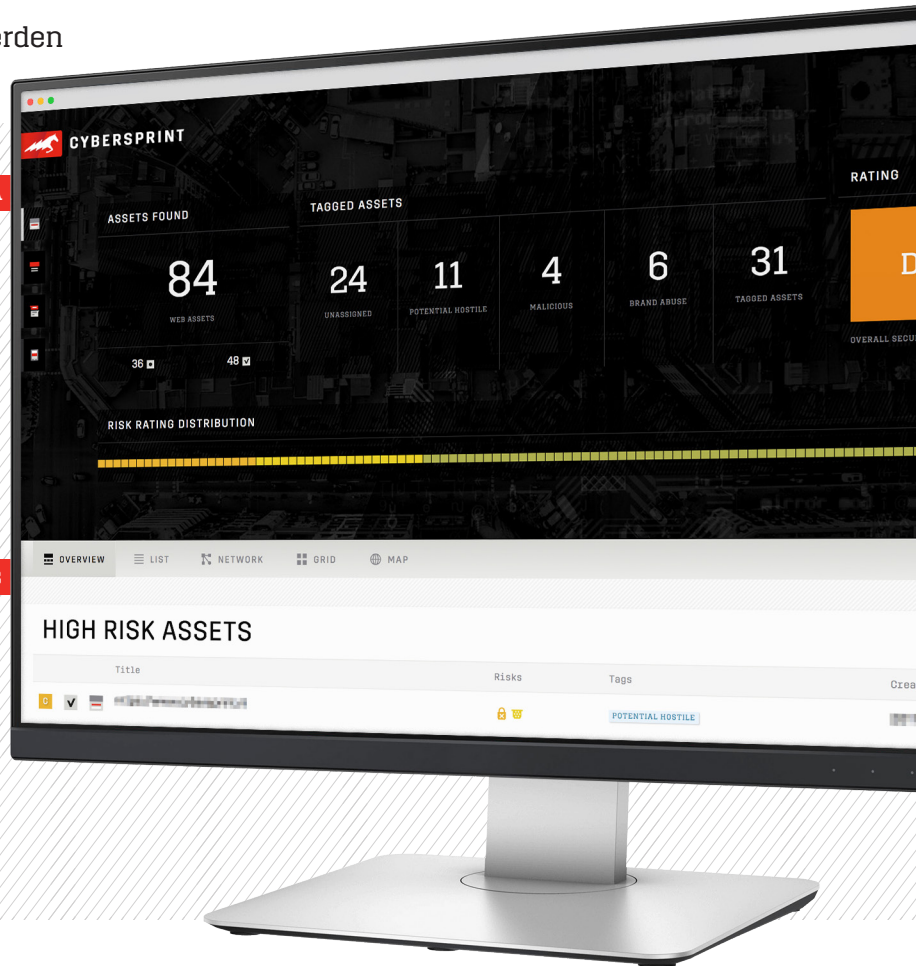 erden
CYBERSPRINT
ASSETS FOUND
84
WEB ASSETS
36
48
TAGGED ASSETS
24
UNASSIGNED
11
POTENTIAL HOSTILE
4
MALICIOUS
6
BRAND ABUSE
31
TAGGED ASSETS
RATING
D
OVERALL SECU
RISK RATING DISTRIBUTION
OVERVIEW LIST NETWORK GRID MAP
HIGH RISK ASSETS
Title Risks Tags Crea
C POTENTIAL HOSTILE